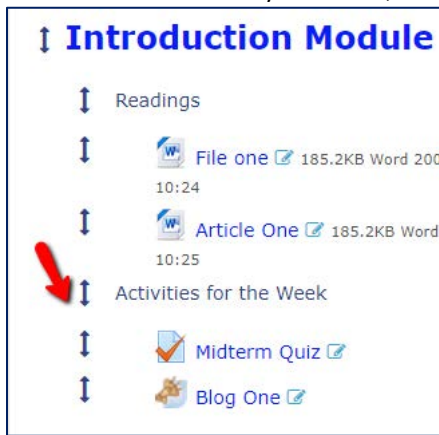 Introduction Module
Readings
File one 185.2KB Word 200
10:24
Article One 185.2KB Word
10:25
Activities for the Week
Midterm Quiz
Blog One